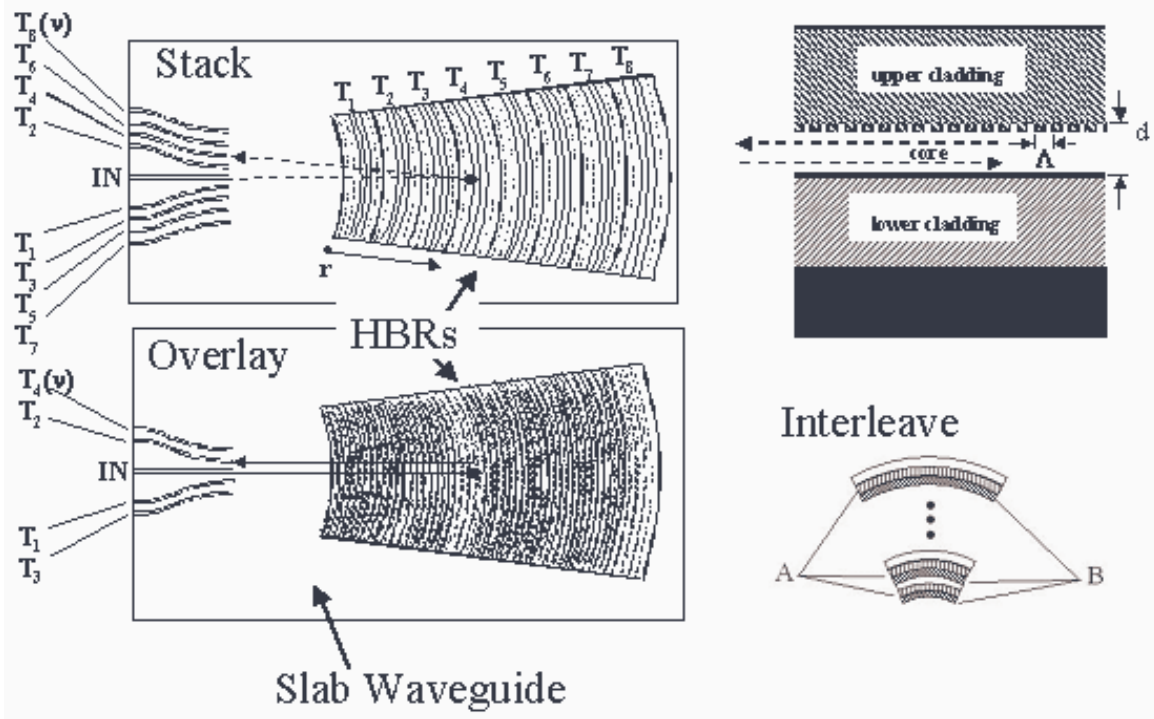 T₈(ν)
T₆
T₄
T₂
IN
T₁
T₃
T₅
T₇
Stack
T₁ T₂ T₃ T₄ T₅ T₆ T₇ T₈
r
HBRs
Overlay
T₄(ν)
T₂
IN
T₁
T₃
Slab Waveguide
upper cladding
d
core
Λ
lower cladding
Interleave
A
B